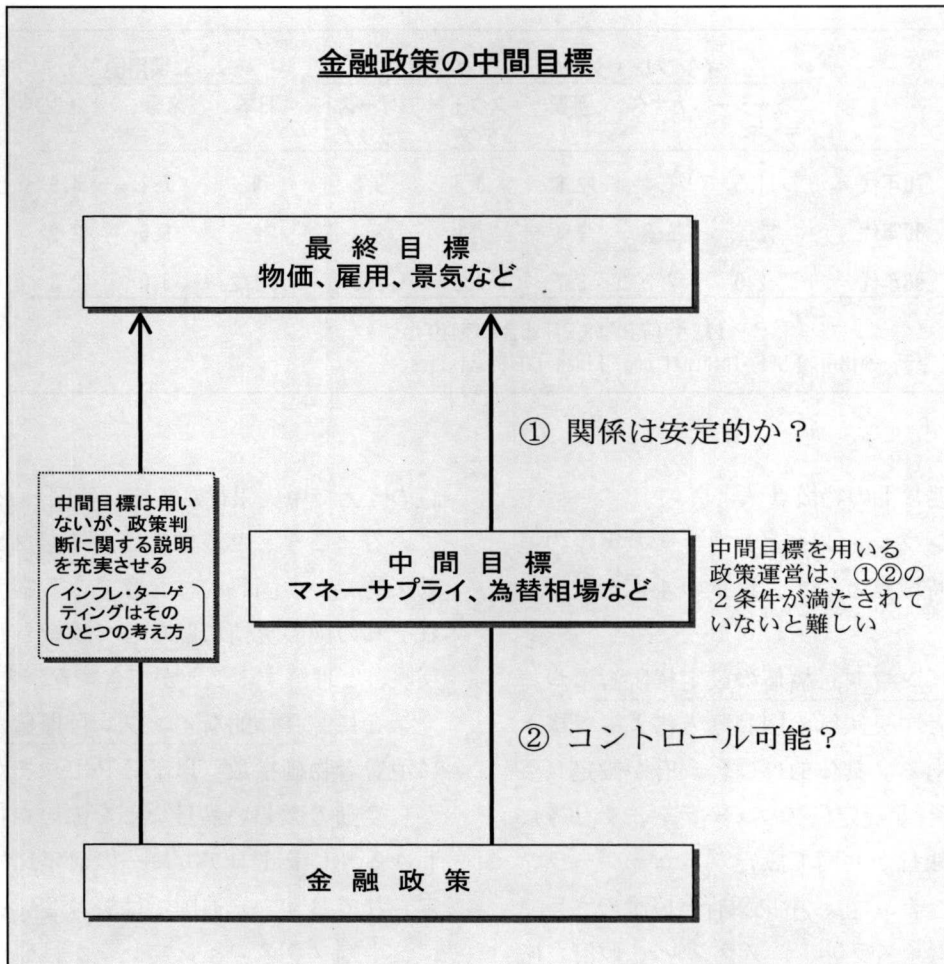 金融政策の中間目標
最終目標
物価、雇用、景気など
① 関係は安定的か？
中間目標は用い
ないが、政策判
断に関する説明
を充実させる
インフレ・ターゲ
ティングはその
ひとつの考え方
中間目標
マネーサプライ、為替相場など
中間目標を用いる
政策運営は、①②の
２条件が満たされて
いないと難しい
② コントロール可能？
金融政策